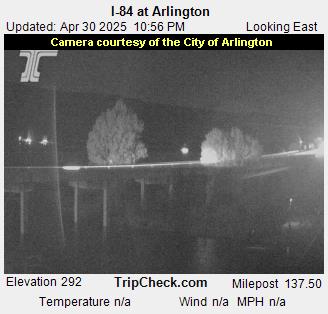 I-84 at Arlington
Updated: Apr 30 2025 10:56 PM Looking East
Camera courtesy of the City of Arlington
Elevation 292 TripCheck.com Milepost 137.50
Temperature n/a Wind n/a MPH n/a